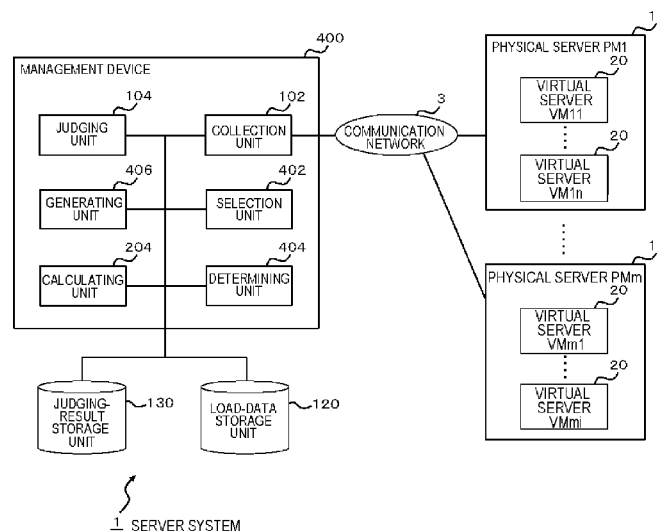 400
MANAGEMENT DEVICE
104
JUDGING
UNIT
102
COLLECTION
UNIT
406
GENERATING
UNIT
402
SELECTION
UNIT
204
CALCULATING
UNIT
404
DETERMINING
UNIT
JUDGING-
RESULT
STORAGE
UNIT
130
LOAD-DATA
STORAGE
UNIT
120
3
COMMUNICATION
NETWORK
1
PHYSICAL SERVER PM1
20
VIRTUAL
SERVER
VM11
20
VIRTUAL
SERVER
VM1n
1
PHYSICAL SERVER PMm
20
VIRTUAL
SERVER
VMm1
20
VIRTUAL
SERVER
VMmi
1 SERVER SYSTEM